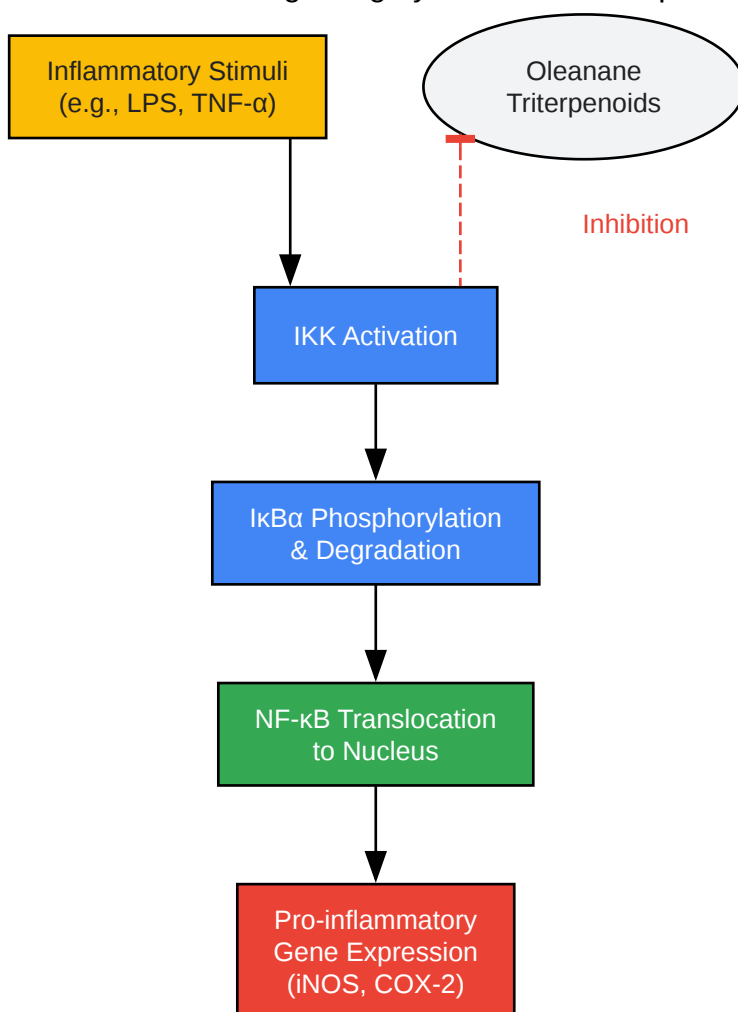 Inflammatory Stimuli
(e.g., LPS, TNF-α)
Oleanane
Triterpenoids
Inhibition
IKK Activation
IκBα Phosphorylation
& Degradation
NF-κB Translocation
to Nucleus
Pro-inflammatory
Gene Expression
(iNOS, COX-2)